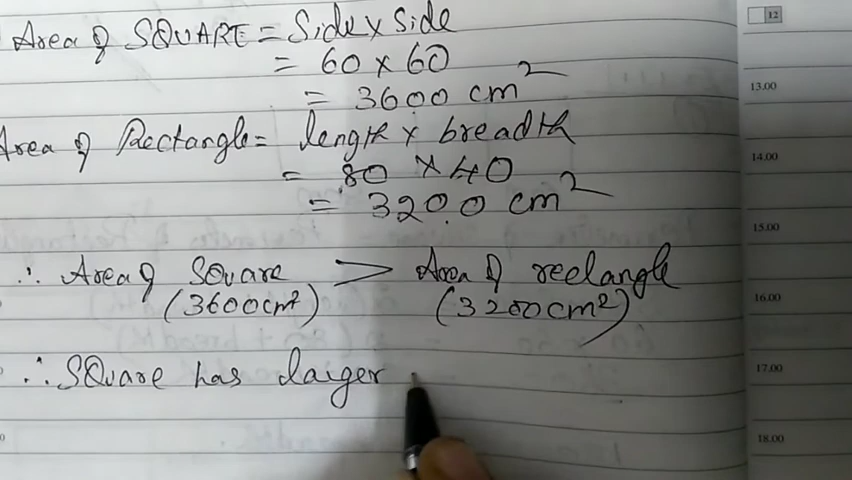 Area of SQUARE = Side x Side
= 60 x 60
= 3600 cm²
Area of Rectangle = length x breadth
= 80 x 40
= 3200 cm²
∴ Area of Square > Area of rectangle
(3600cm²) (3200cm²)
∴ Square has larger
12
13.00
14.00
15.00
16.00
17.00
18.00